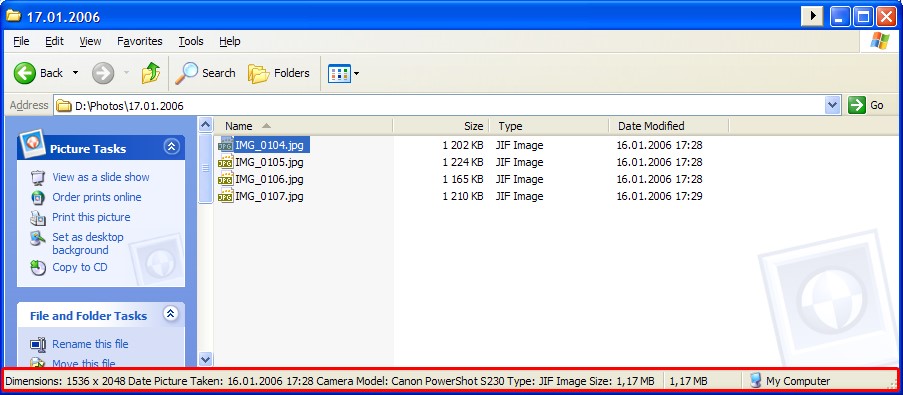 17.01.2006
File Edit View Favorites Tools Help
Back Search Folders
Address D:\Photos\17.01.2006 Go
Name Size Type Date Modified
Picture Tasks
View as a slide show
Order prints online
Print this picture
Set as desktop
background
Copy to CD
File and Folder Tasks
Rename this file
Move this file
IMG_0104.jpg 1 202 KB JIF Image 16.01.2006 17:28
IMG_0105.jpg 1 224 KB JIF Image 16.01.2006 17:28
IMG_0106.jpg 1 165 KB JIF Image 16.01.2006 17:28
IMG_0107.jpg 1 210 KB JIF Image 16.01.2006 17:29
Dimensions: 1536 x 2048 Date Picture Taken: 16.01.2006 17:28 Camera Model: Canon PowerShot S230 Type: JIF Image Size: 1,17 MB 1,17 MB My Computer